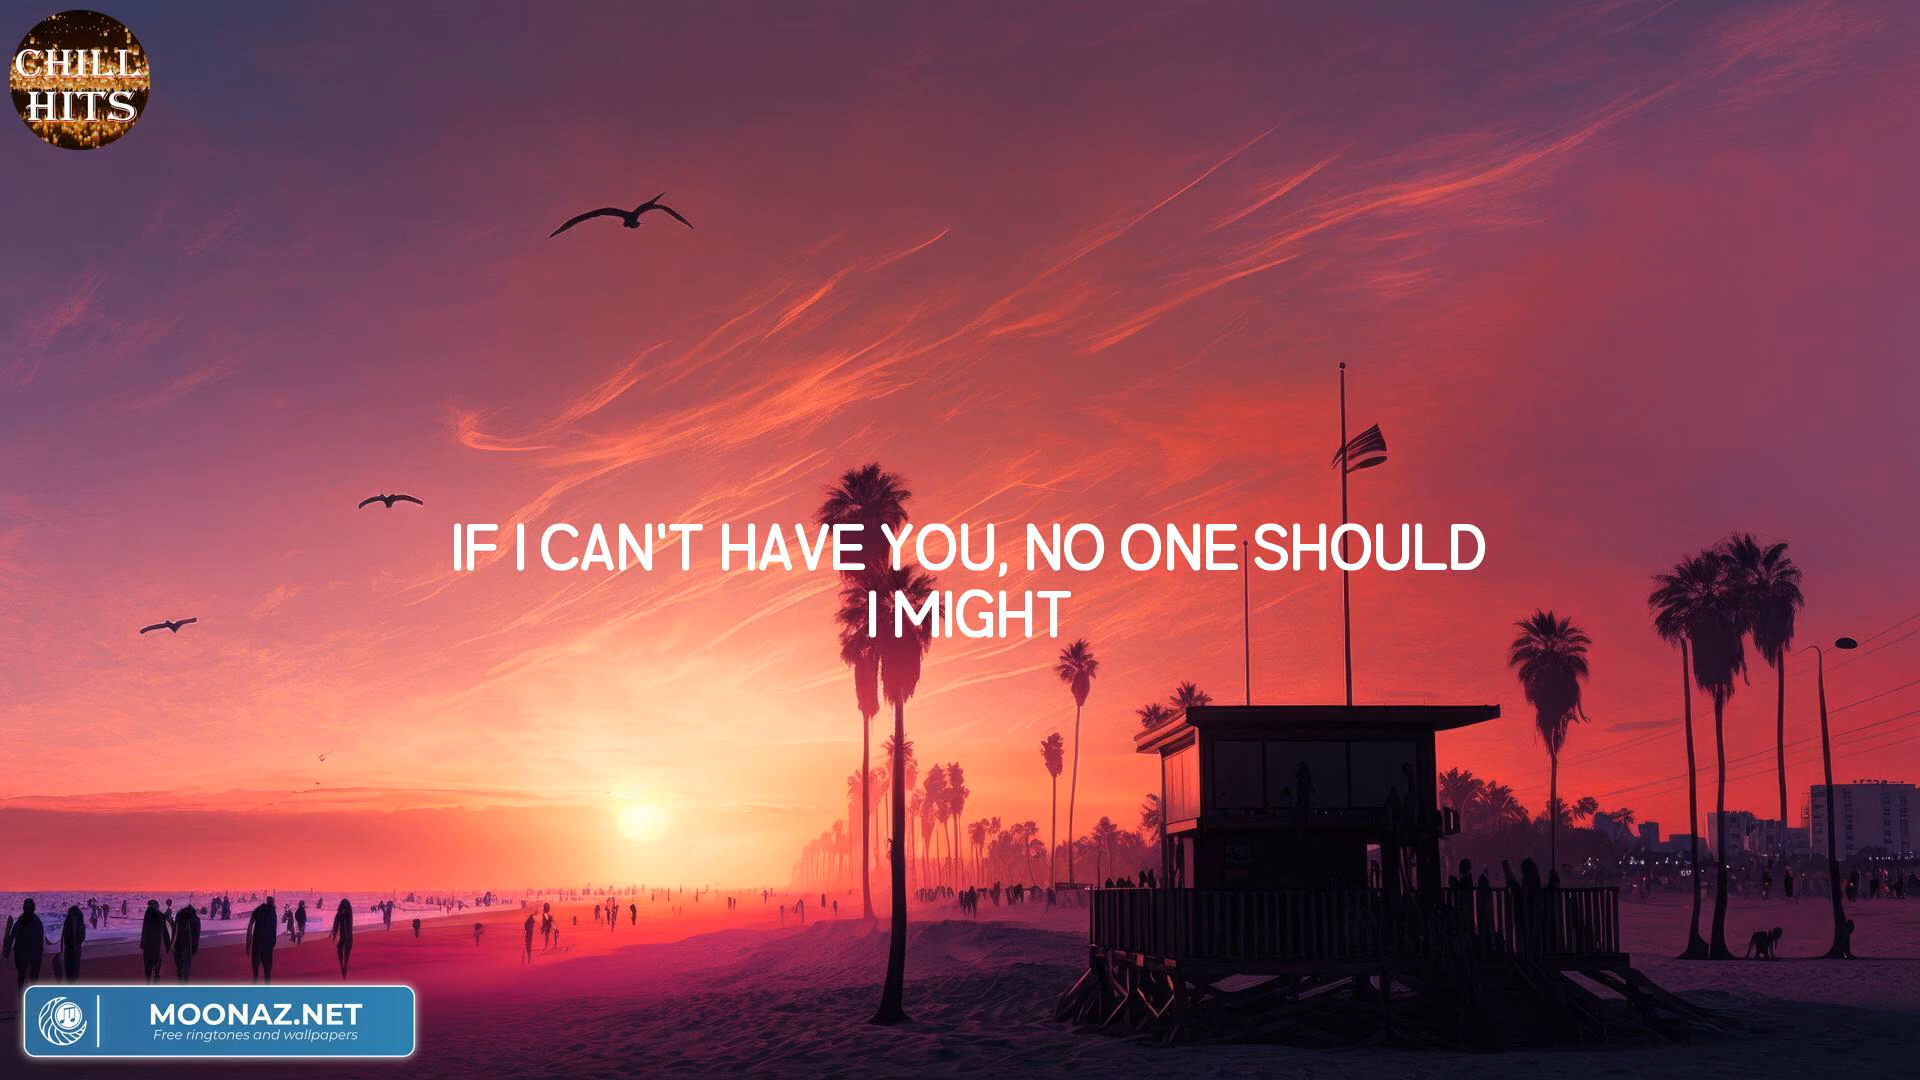 CHILL
HITS
IF I CAN'T HAVE YOU, NO ONE SHOULD
I MIGHT
MOONAZ.NET
Free ringtones and wallpapers